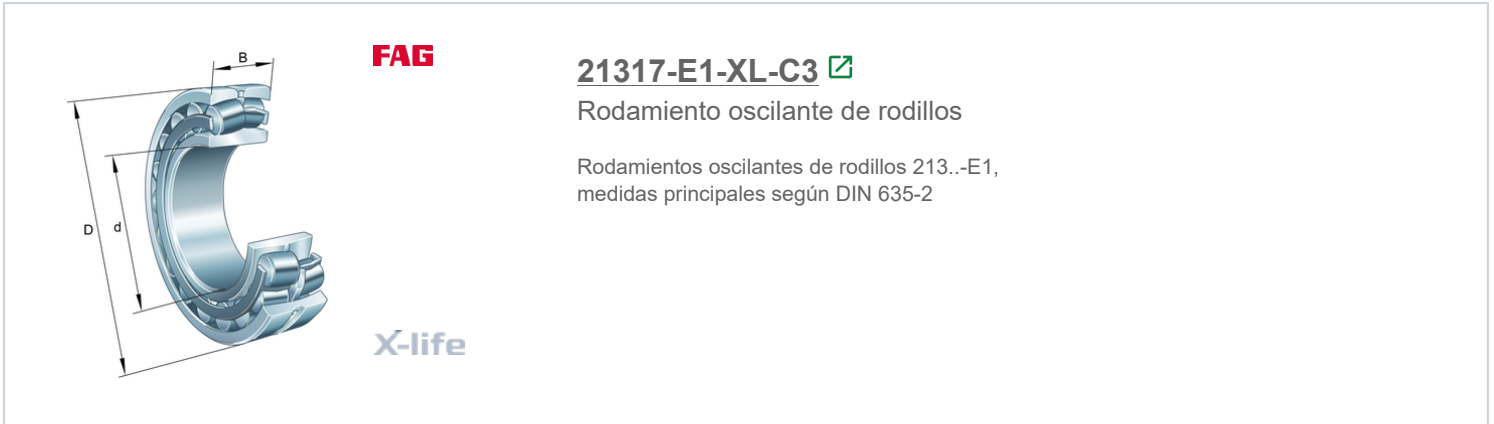 FAG
B
D
d
X-life
21317-E1-XL-C3
Rodamiento oscilante de rodillos
Rodamientos oscilantes de rodillos 213..-E1,
medidas principales según DIN 635-2